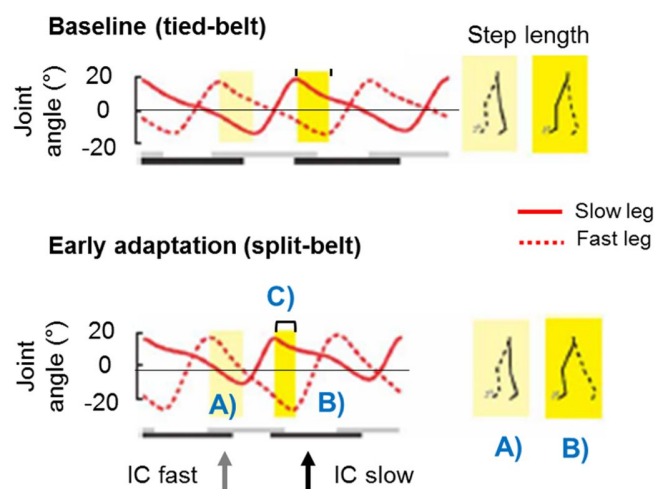 Baseline (tied-belt)
Step length
Joint
angle (°)
20
0
-20
Slow leg
Fast leg
Early adaptation (split-belt)
C)
Joint
angle (°)
20
0
-20
A)
B)
A)
B)
IC fast
IC slow